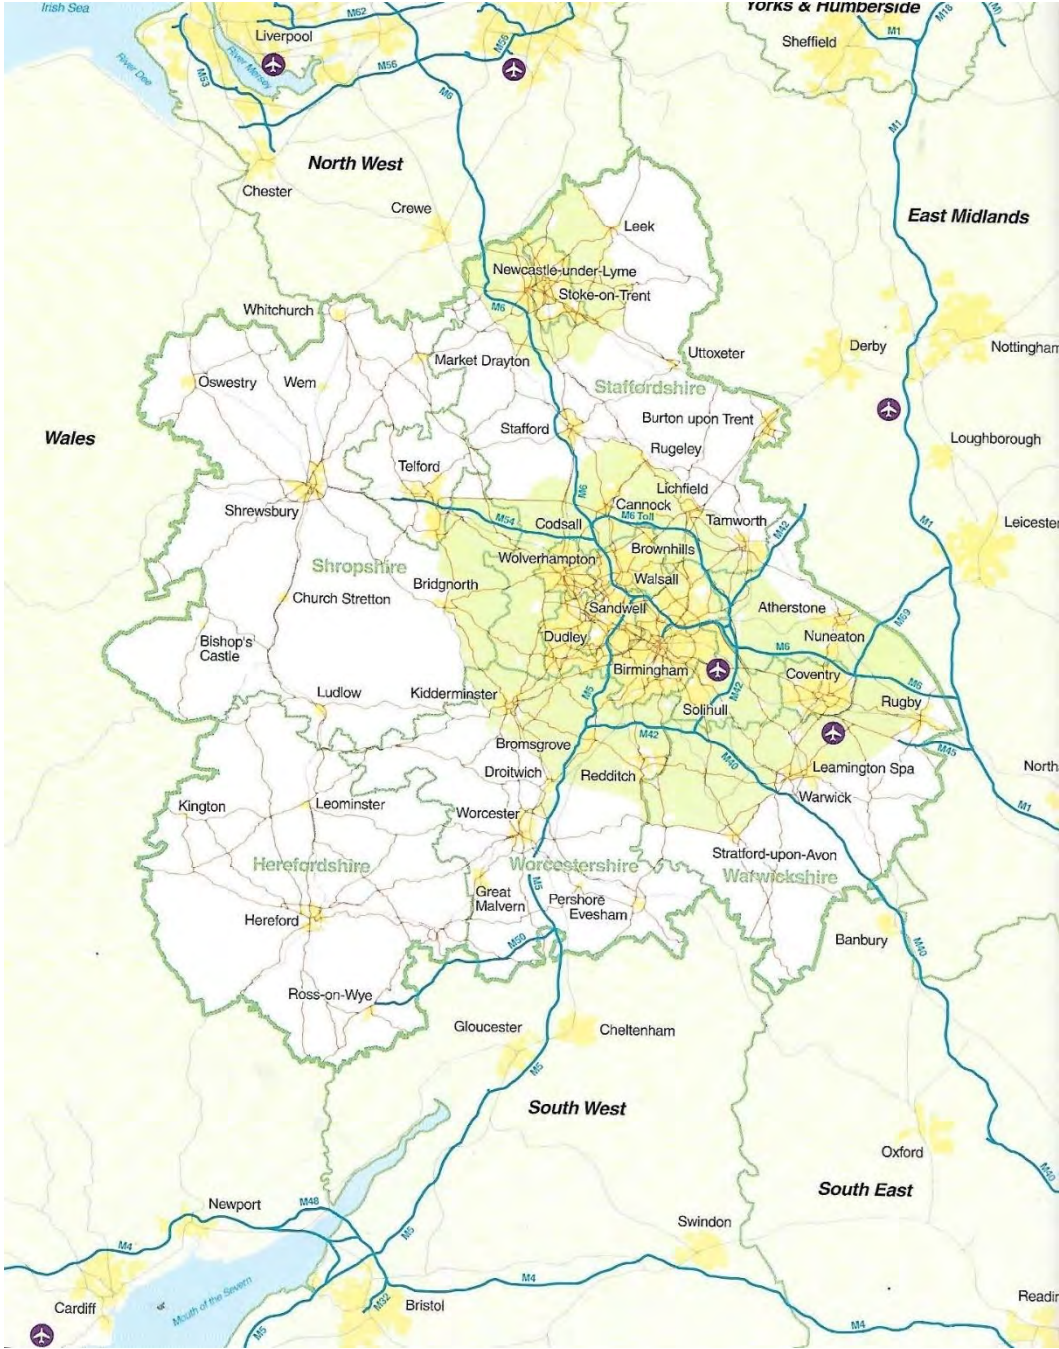 Irish Sea
M62
Yorks & Humberside
M18
(M)
Liverpool
M1
Sheffield
M55
River Dee
M53
River Mersey
M56
M6
M1
North West
Chester
Crewe
East Midlands
Leek
Newcastle-under-Lyme
Stoke-on-Trent
Whitchurch
M6
Derby
Nottingham
Market Drayton
Uttoxeter
Oswestry
Wem
Staffordshire
Wales
Stafford
Burton upon Trent
Loughborough
Rugeley
Telford
Lichfield
M6
Shrewsbury
Cannock
M54
Codsall
M6 Toll
Tamworth
M42
M1
Leicester
Brownhills
Wolverhampton
Shropshire
Bridgnorth
Walsall
Church Stretton
Sandwell
Atherstone
M69
Bishop's
Castle
Dudley
Nuneaton
M6
Birmingham
Coventry
M6
Ludlow
Kidderminster
M5
M42
Solihull
Rugby
Bromsgrove
M42
M45
Droitwich
Redditch
M40
Leamington Spa
North
Kington
Leominster
Worcester
Warwick
M1
Herefordshire
Worcestershire
Stratford-upon-Avon
Warwickshire
M5
Great
Malvern
Pershore
Evesham
Hereford
M50
Banbury
M40
Ross-on-Wye
Gloucester
Cheltenham
M5
South West
Oxford
M40
South East
Newport
M48
Swindon
M5
M4
M4
Mouth of the Severn
Cardiff
M32
Bristol
Readin
M4
M5